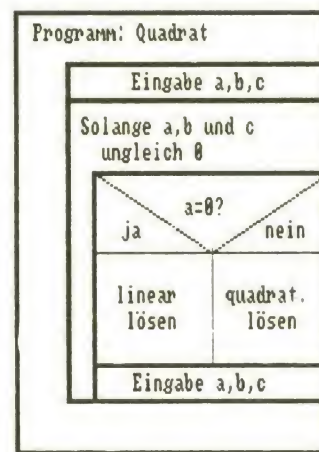 Programm: Quadrat
Eingabe a,b,c
Solange a,b und c
ungleich 0
a=0?
ja nein
linear quadrat.
lösen lösen
Eingabe a,b,c